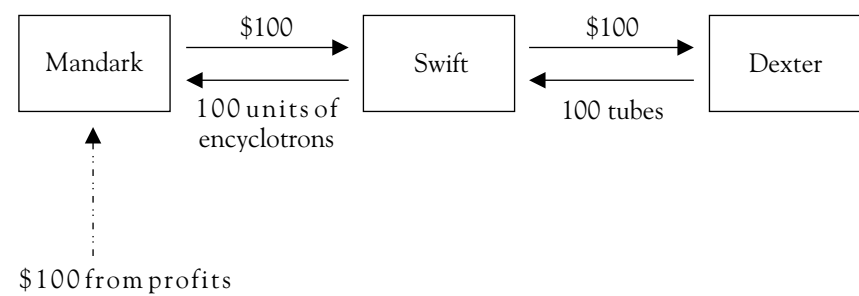 $100
$100
Mandark
Swift
Dexter
100 units of
encyclotrons
100 tubes
$100 from profits